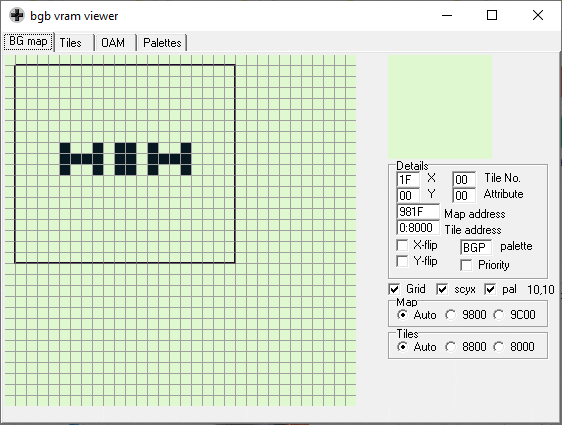 bgb vram viewer
BG map Tiles OAM Palettes
Details
1F X 00 Tile No.
00 Y 00 Attribute
981F Map address
0:8000 Tile address
X-flip BGP palette
Y-flip Priority
Grid scyx pal 10,10
Map
Auto 9800 9C00
Tiles
Auto 8800 8000